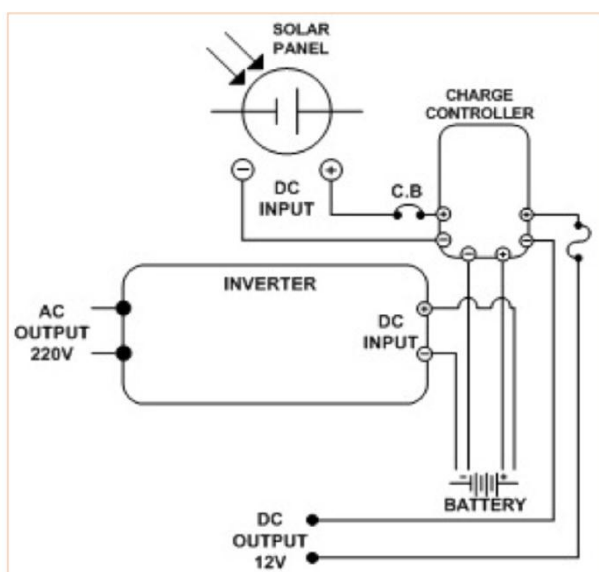 SOLAR
PANEL
CHARGE
CONTROLLER
− +
DC
INPUT
C.B
+ +
− −
− +
INVERTER
AC
OUTPUT
220V
+
DC
INPUT
−
- +
BATTERY
DC
OUTPUT
12V